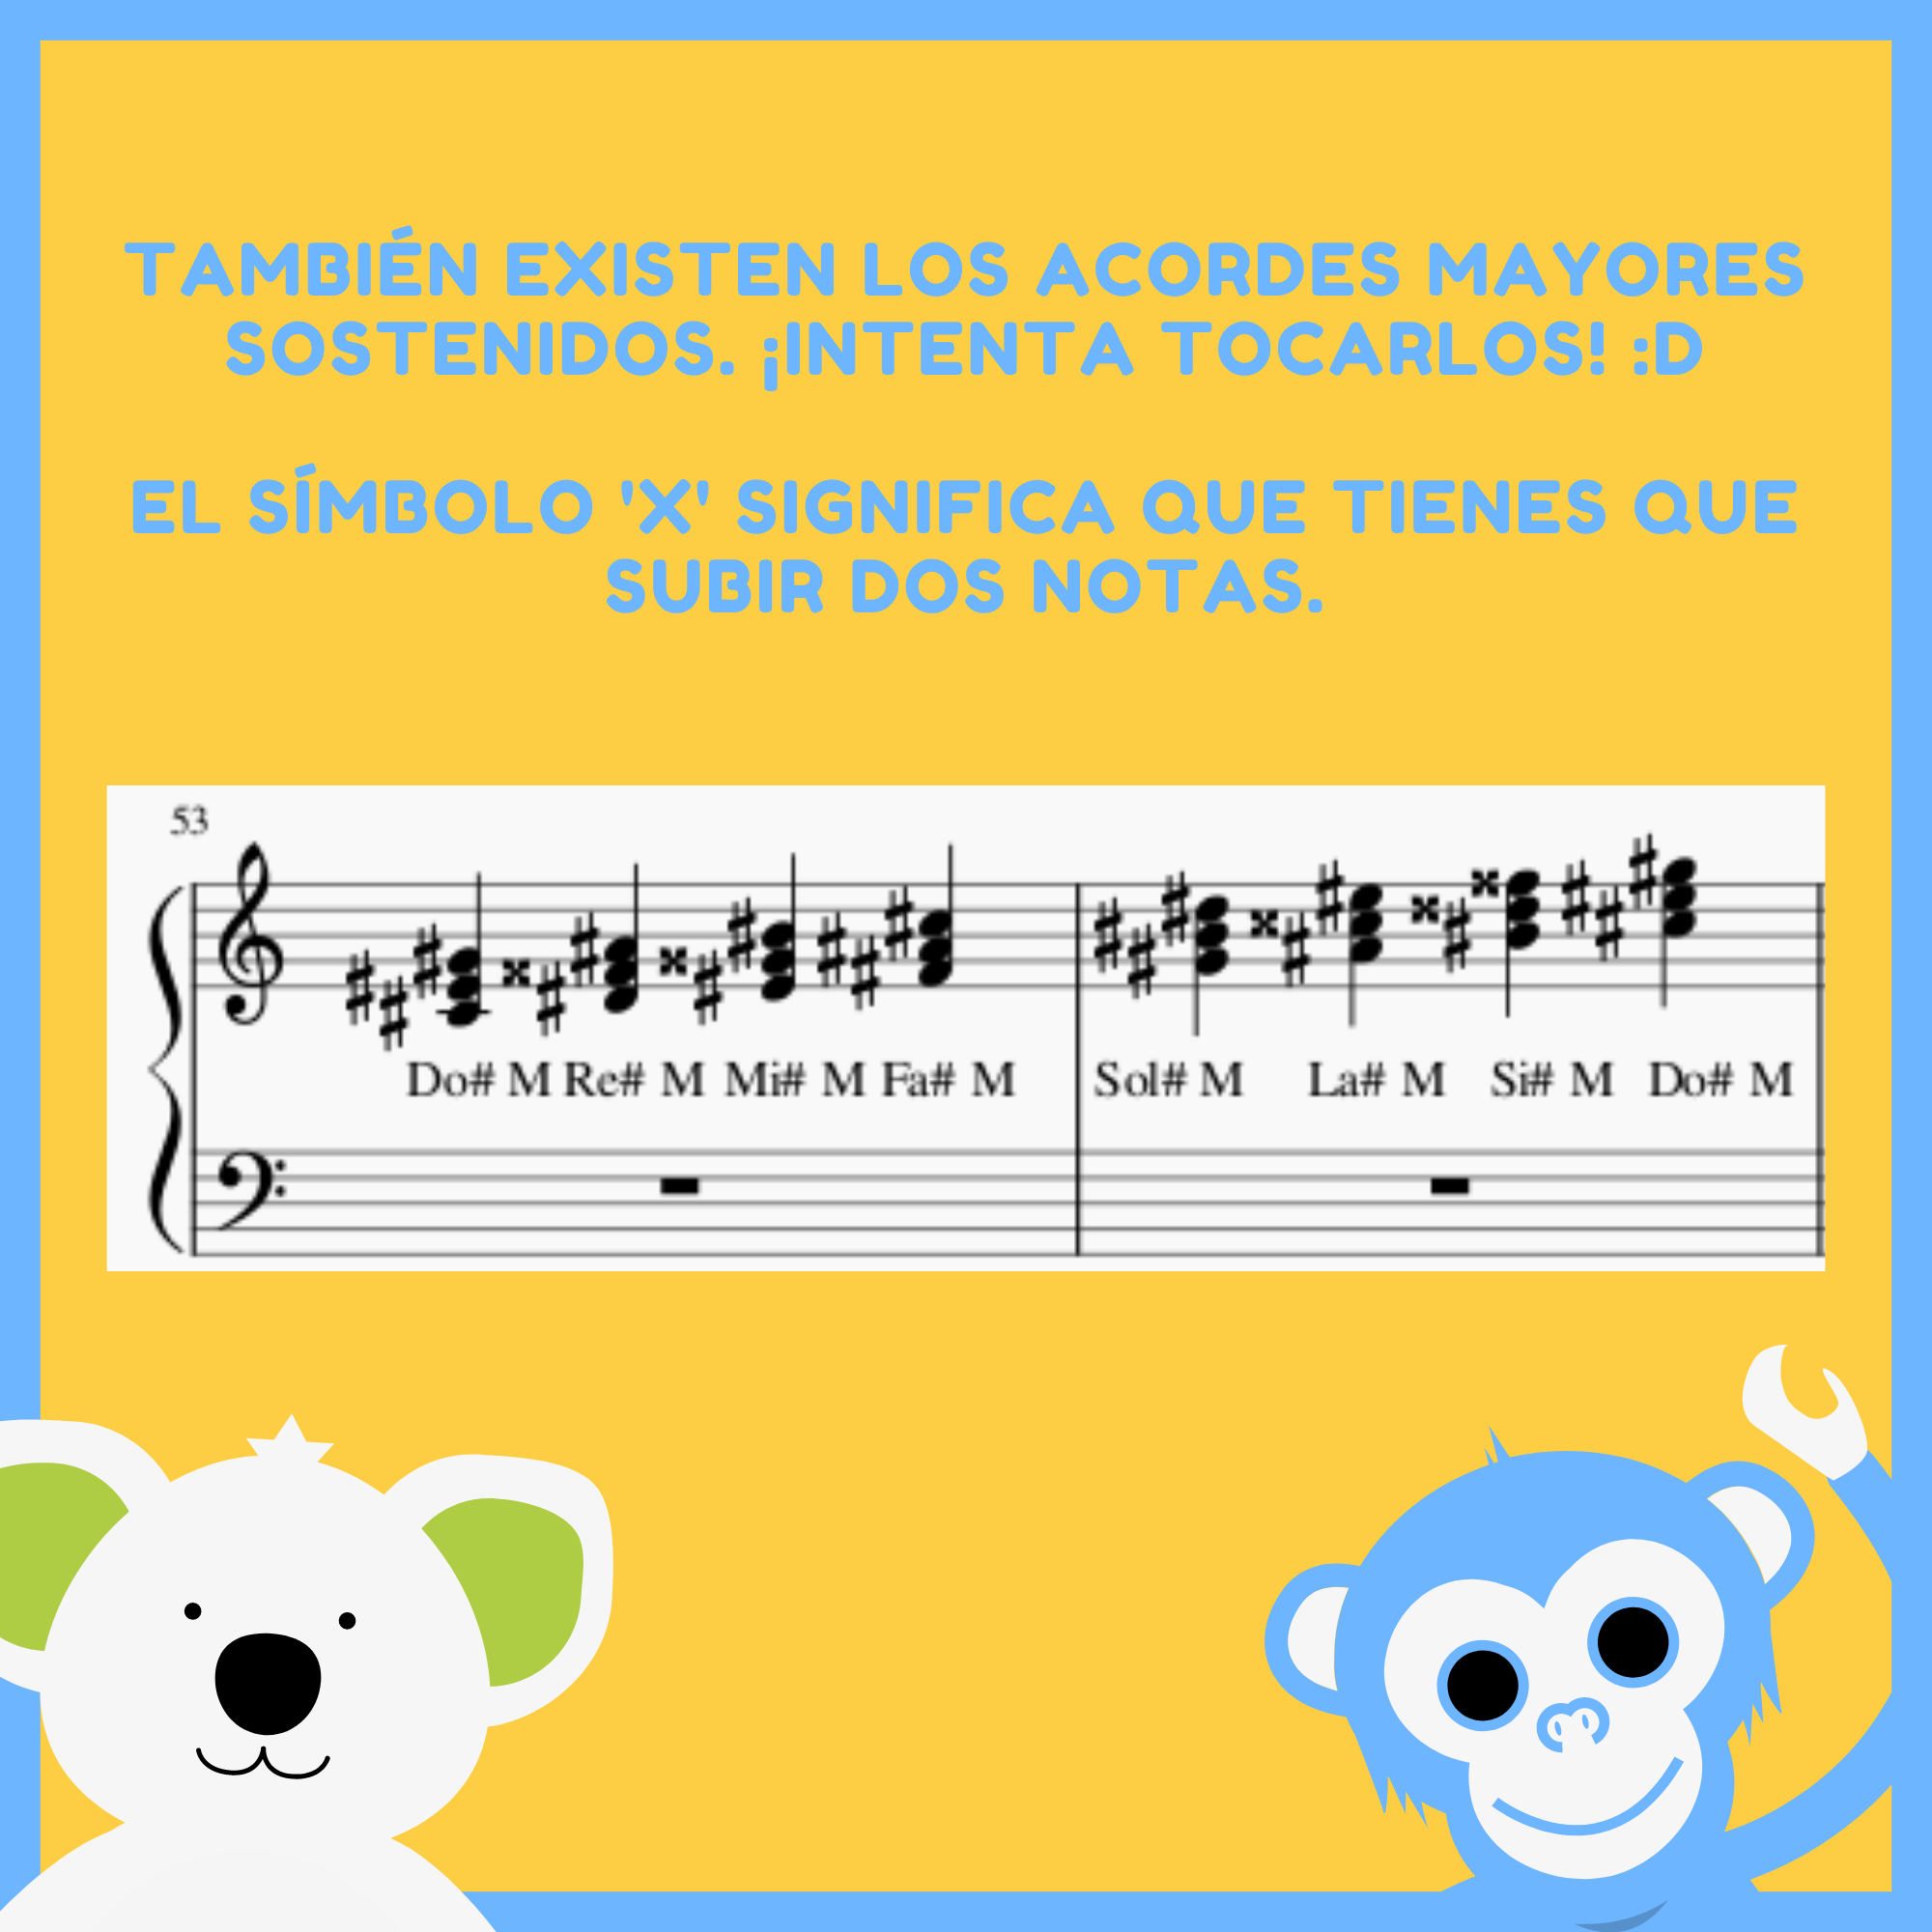 TAMBIÉN EXISTEN LOS ACORDES MAYORES
SOSTENIDOS. ¡INTENTA TOCARLOS! :D
EL SÍMBOLO 'X' SIGNIFICA QUE TIENES QUE
SUBIR DOS NOTAS.
53
Do# M Re# M Mi# M Fa# M Sol# M La# M Si# M Do# M